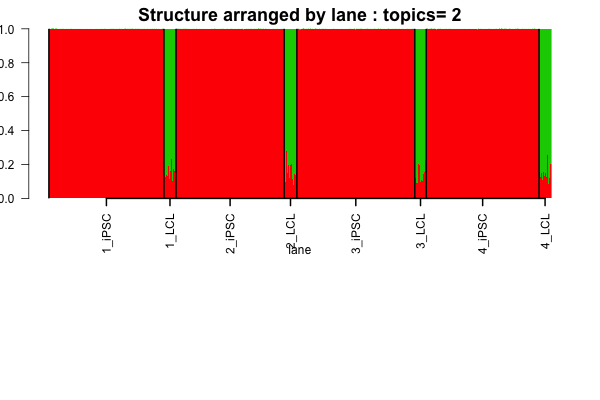 Structure arranged by lane : topics= 2
1.0
0.8
0.6
0.4
0.2
0.0
1_iPSC
1_LCL
2_iPSC
2_LCL
3_iPSC
3_LCL
4_iPSC
4_LCL
lane